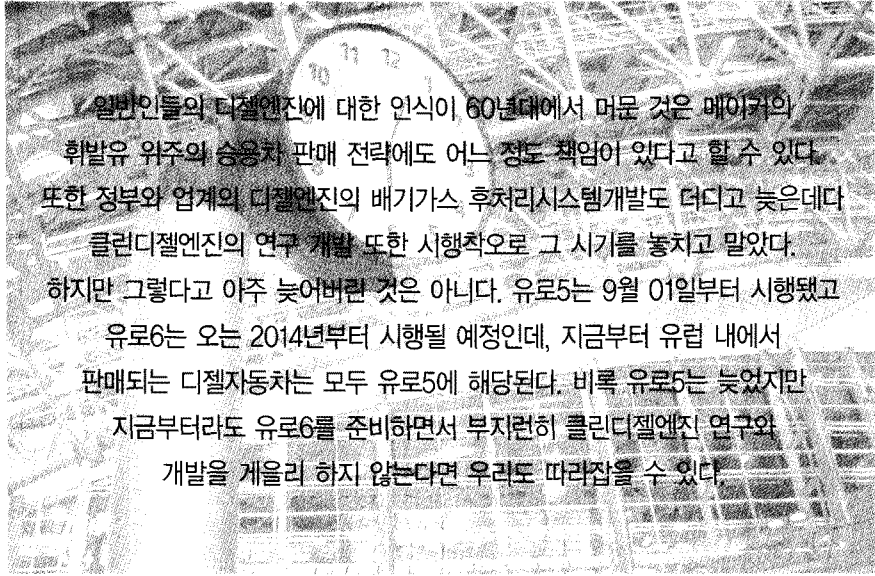 11 12
10 1
일반인들의 디젤엔진에 대한 인식이 60년대에서 머문 것은 메이커의
휘발유 위주의 승용차 판매 전략에도 어느 정도 책임이 있다고 할 수 있다.
또한 정부와 업계의 디젤엔진의 배기가스 후처리시스템개발도 더디고 늦은데다
클린디젤엔진의 연구 개발 또한 시행착오로 그 시기를 놓치고 말았다.
하지만 그렇다고 아주 늦어버린 것은 아니다. 유로5는 9월 01일부터 시행됐고
유로6는 오는 2014년부터 시행될 예정인데, 지금부터 유럽 내에서
판매되는 디젤자동차는 모두 유로5에 해당된다. 비록 유로5는 늦었지만
지금부터라도 유로6를 준비하면서 부지런히 클린디젤엔진 연구와
개발을 게을리 하지 않는다면 우리도 따라잡을 수 있다.